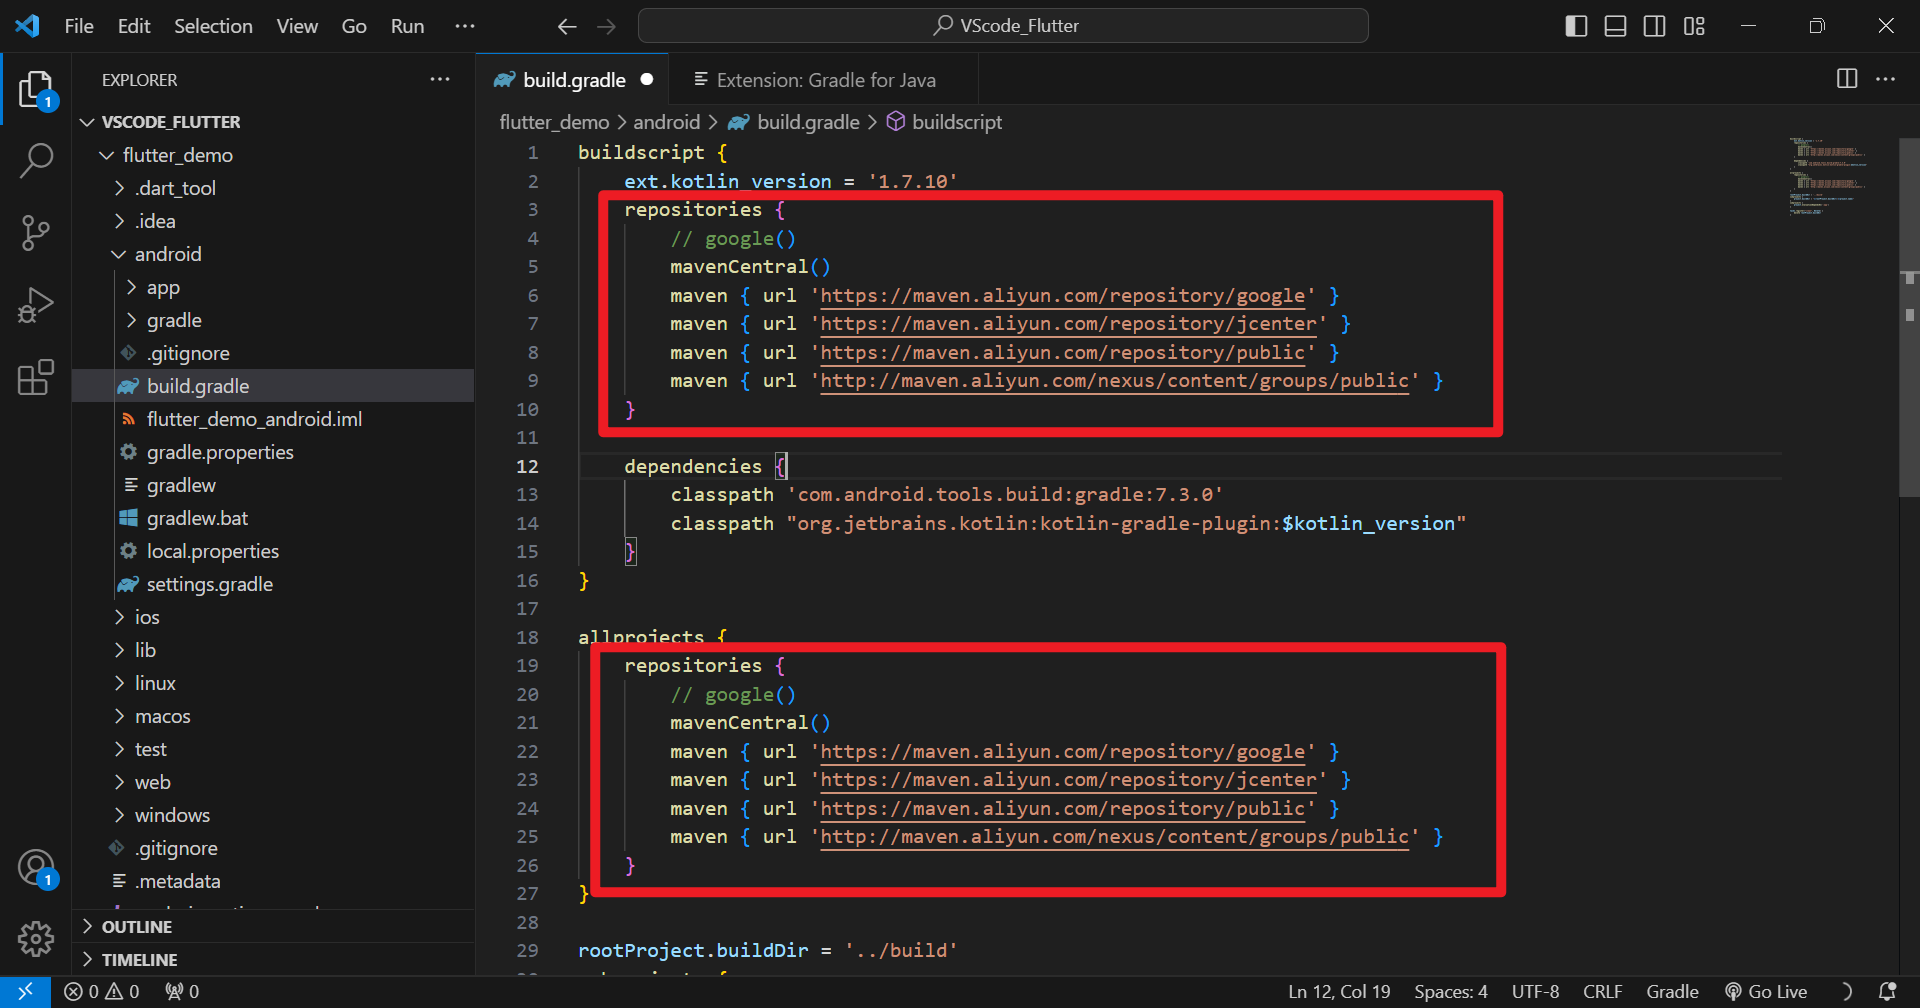 File Edit Selection View Go Run ··· VScode_Flutter
EXPLORER ···
VSCODE_FLUTTER
flutter_demo
.dart_tool
.idea
android
app
gradle
.gitignore
build.gradle
flutter_demo_android.iml
gradle.properties
gradlew
gradlew.bat
local.properties
settings.gradle
ios
lib
linux
macos
test
web
windows
.gitignore
.metadata
OUTLINE
TIMELINE
1
1
build.gradle Extension: Gradle for Java
flutter_demo > android > build.gradle > buildscript
1 buildscript {
2 ext.kotlin_version = '1.7.10'
3 repositories {
4 // google()
5 mavenCentral()
6 maven { url 'https://maven.aliyun.com/repository/google' }
7 maven { url 'https://maven.aliyun.com/repository/jcenter' }
8 maven { url 'https://maven.aliyun.com/repository/public' }
9 maven { url 'http://maven.aliyun.com/nexus/content/groups/public' }
10 }
11
12 dependencies {
13 classpath 'com.android.tools.build:gradle:7.3.0'
14 classpath "org.jetbrains.kotlin:kotlin-gradle-plugin:$kotlin_version"
15 }
16 }
17
18 allprojects {
19 repositories {
20 // google()
21 mavenCentral()
22 maven { url 'https://maven.aliyun.com/repository/google' }
23 maven { url 'https://maven.aliyun.com/repository/jcenter' }
24 maven { url 'https://maven.aliyun.com/repository/public' }
25 maven { url 'http://maven.aliyun.com/nexus/content/groups/public' }
26 }
27 }
28
29 rootProject.buildDir = '../build'
0 0 0 Ln 12, Col 19 Spaces: 4 UTF-8 CRLF Gradle Go Live